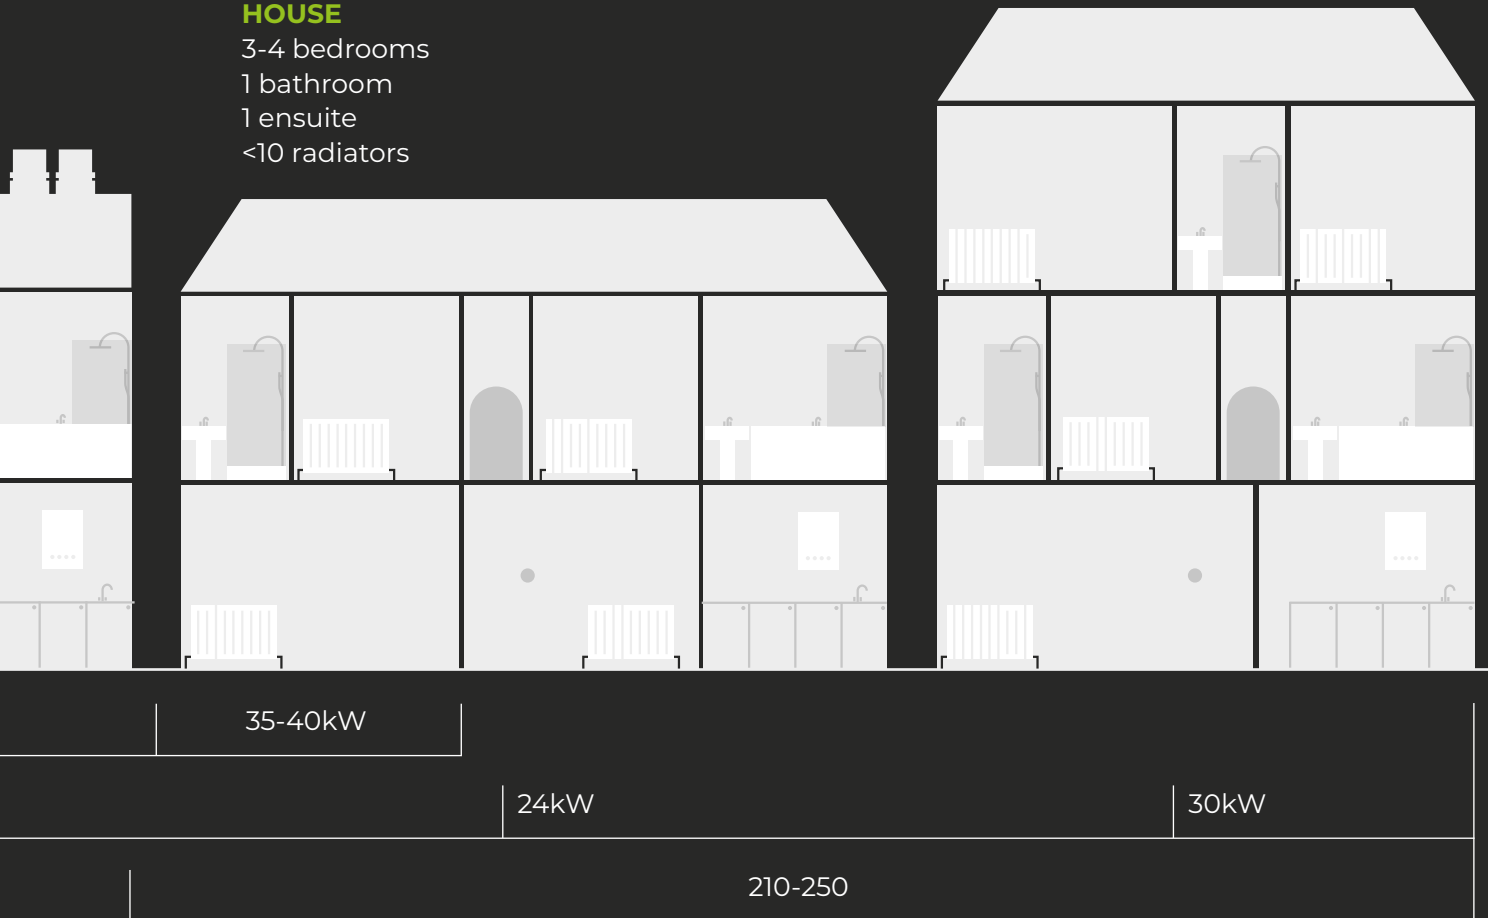 HOUSE
3-4 bedrooms
1 bathroom
1 ensuite
<10 radiators
35-40kW
24kW
30kW
210-250